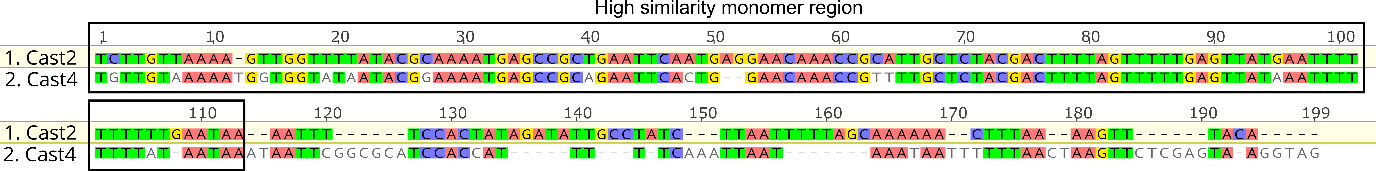 High similarity monomer region
1 10 20 30 40 50 60 70 80 90 100
1. Cast2 TCTTGTTAAAA-GTTGGTTTTATACGCAAAATGAGCCGCTGAATTCAATGAGGAACAAACCGCATTGCTCTACGACTTTTAGTTTTTGAGTTATGAATTTT
2. Cast4 TGTTGTAAAAATGGTGGTATAATACGGAAAATGAGCCGCAGAATTCACTG--GAACAAACCGTTTTGCTCTACGACTTTTAGTTTTTGAGTTATAAATTTT
110 120 130 140 150 160 170 180 190 199
1. Cast2 TTTTTTGAATAA--AATTT------TCCACTATAGATATTGCCTATC---TTAATTTTTAGCAAAAAA--CTTTAA--AAGTT------TACA-----
2. Cast4 TTTTAT-AATAAATAATTCGGCGCATCCACCAT-----TT---T-TCAAATTAAT-------AAATAATTTTTTAACTAAGTTCTCGAGTA-AGGTAG